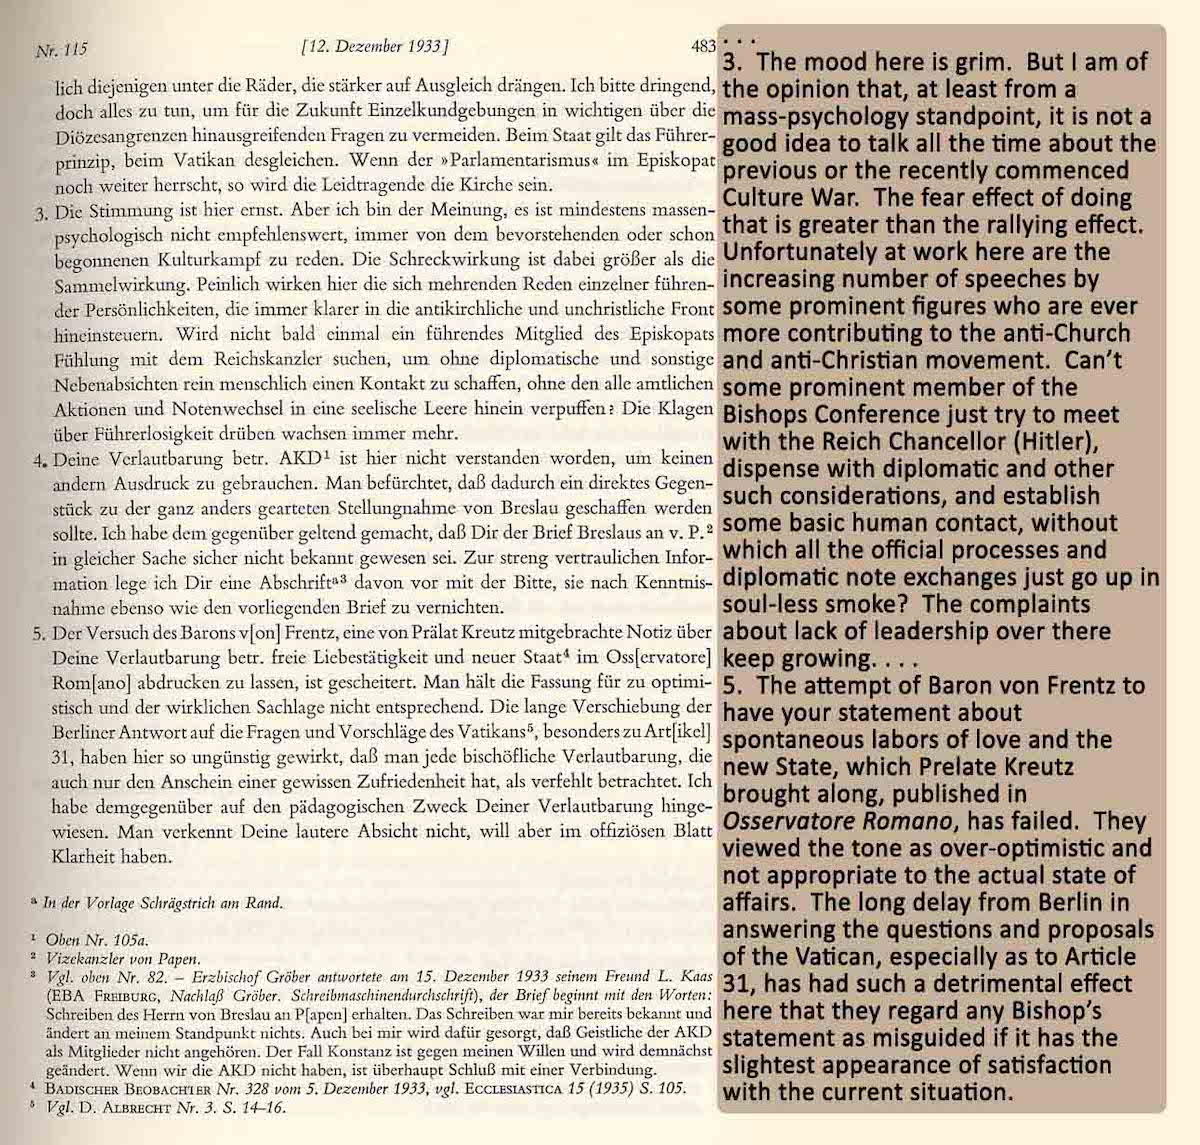 Nr. 115 [12. Dezember 1933] 483
lich diejenigen unter die Räder, die stärker auf Ausgleich drängen. Ich bitte dringend,
doch alles zu tun, um für die Zukunft Einzelkundgebungen in wichtigen über die
Diözesangrenzen hinausgreifenden Fragen zu vermeiden. Beim Staat gilt das Führer-
prinzip, beim Vatikan desgleichen. Wenn der »Parlamentarismus« im Episkopat
noch weiter herrscht, so wird die Leidtragende die Kirche sein.
3. Die Stimmung ist hier ernst. Aber ich bin der Meinung, es ist mindestens massen-
psychologisch nicht empfehlenswert, immer von dem bevorstehenden oder schon
begonnenen Kulturkampf zu reden. Die Schreckwirkung ist dabei größer als die
Sammelwirkung. Peinlich wirken hier die sich mehrenden Reden einzelner führen-
der Persönlichkeiten, die immer klarer in die antikirchliche und unchristliche Front
hineinsteuern. Wird nicht bald einmal ein führendes Mitglied des Episkopats
Fühlung mit dem Reichskanzler suchen, um ohne diplomatische und sonstige
Nebenabsichten rein menschlich einen Kontakt zu schaffen, ohne den alle amtlichen
Aktionen und Notenwechsel in eine seelische Leere hinein verpuffen? Die Klagen
über Führerlosigkeit drüben wachsen immer mehr.
4. Deine Verlautbarung betr. AKD¹ ist hier nicht verstanden worden, um keinen
andern Ausdruck zu gebrauchen. Man befürchtet, daß dadurch ein direktes Gegen-
stück zu der ganz anders gearteten Stellungnahme von Breslau geschaffen werden
sollte. Ich habe dem gegenüber geltend gemacht, daß Dir der Brief Breslaus an v. P.²
in gleicher Sache sicher nicht bekannt gewesen sei. Zur streng vertraulichen Infor-
mation lege ich Dir eine Abschriftᵃ³ davon vor mit der Bitte, sie nach Kenntnis-
nahme ebenso wie den vorliegenden Brief zu vernichten.
5. Der Versuch des Barons v[on] Frentz, eine von Prälat Kreutz mitgebrachte Notiz über
Deine Verlautbarung betr. freie Liebestätigkeit und neuer Staat⁴ im Oss[ervatore]
Rom[ano] abdrucken zu lassen, ist gescheitert. Man hält die Fassung für zu optimi-
stisch und der wirklichen Sachlage nicht entsprechend. Die lange Verschiebung der
Berliner Antwort auf die Fragen und Vorschläge des Vatikans⁵, besonders zu Art[ikel]
31, haben hier so ungünstig gewirkt, daß man jede bischöfliche Verlautbarung, die
auch nur den Anschein einer gewissen Zufriedenheit hat, als verfehlt betrachtet. Ich
habe demgegenüber auf den pädagogischen Zweck Deiner Verlautbarung hinge-
wiesen. Man verkennt Deine lautere Absicht nicht, will aber im offiziösen Blatt
Klarheit haben.
ᵃ In der Vorlage Schrägstrich am Rand.
¹ Oben Nr. 105a.
² Vizekanzler von Papen.
³ Vgl. oben Nr. 82. – Erzbischof Gröber antwortete am 15. Dezember 1933 seinem Freund L. Kaas
(EBA FREIBURG, Nachlaß Gröber. Schreibmaschinendurchschrift), der Brief beginnt mit den Worten:
Schreiben des Herrn von Breslau an P[apen] erhalten. Das Schreiben war mir bereits bekannt und
ändert an meinem Standpunkt nichts. Auch bei mir wird dafür gesorgt, daß Geistliche der AKD
als Mitglieder nicht angehören. Der Fall Konstanz ist gegen meinen Willen und wird demnächst
geändert. Wenn wir die AKD nicht haben, ist überhaupt Schluß mit einer Verbindung.
⁴ BADISCHER BEOBACHTER Nr. 328 vom 5. Dezember 1933, vgl. ECCLESIASTICA 15 (1935) S. 105.
⁵ Vgl. D. ALBRECHT Nr. 3. S. 14–16.
. . .
3. The mood here is grim. But I am of
the opinion that, at least from a
mass-psychology standpoint, it is not a
good idea to talk all the time about the
previous or the recently commenced
Culture War. The fear effect of doing
that is greater than the rallying effect.
Unfortunately at work here are the
increasing number of speeches by
some prominent figures who are ever
more contributing to the anti-Church
and anti-Christian movement. Can't
some prominent member of the
Bishops Conference just try to meet
with the Reich Chancellor (Hitler),
dispense with diplomatic and other
such considerations, and establish
some basic human contact, without
which all the official processes and
diplomatic note exchanges just go up in
soul-less smoke? The complaints
about lack of leadership over there
keep growing. . . .
5. The attempt of Baron von Frentz to
have your statement about
spontaneous labors of love and the
new State, which Prelate Kreutz
brought along, published in
Osservatore Romano, has failed. They
viewed the tone as over-optimistic and
not appropriate to the actual state of
affairs. The long delay from Berlin in
answering the questions and proposals
of the Vatican, especially as to Article
31, has had such a detrimental effect
here that they regard any Bishop's
statement as misguided if it has the
slightest appearance of satisfaction
with the current situation.